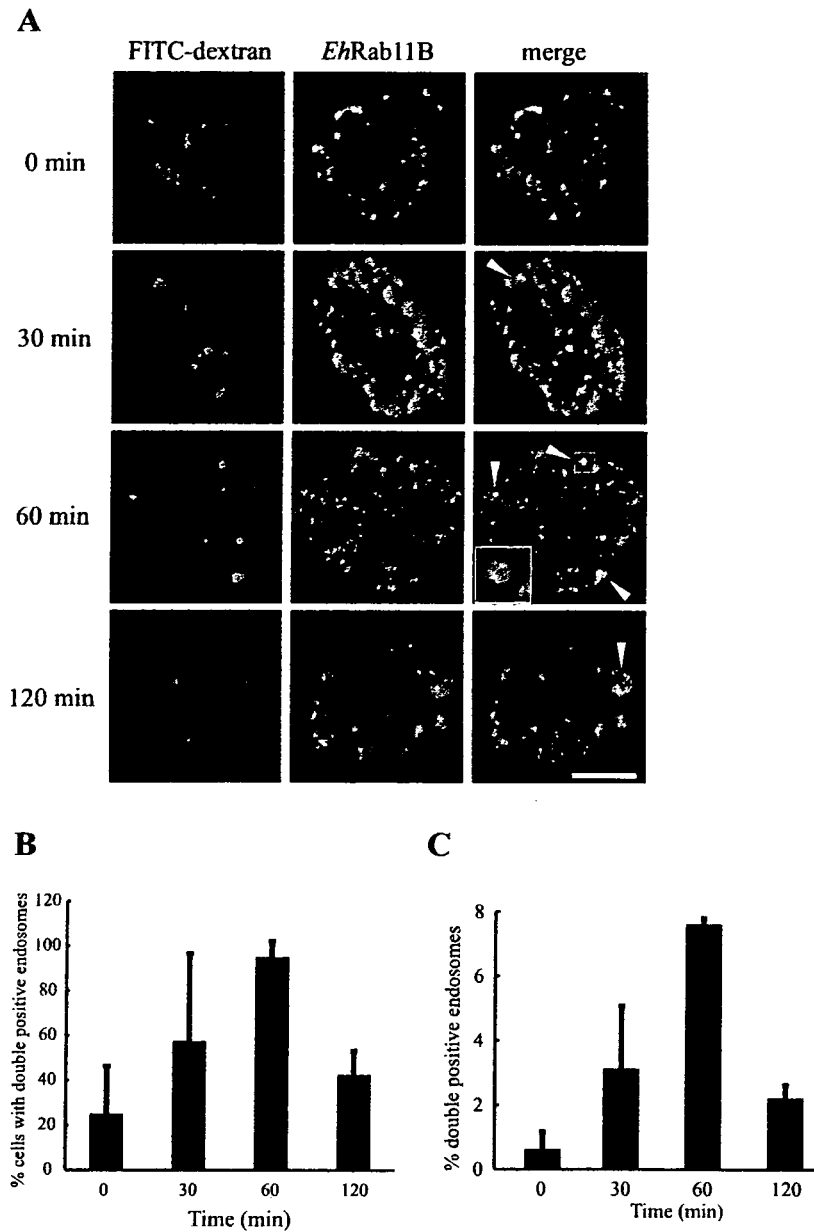 A
FITC-dextran EhRab11B merge
0 min
30 min
60 min
120 min
B
% cells with double positive endosomes
120
100
80
60
40
20
0
0 30 60 120
Time (min)
C
% double positive endosomes
8
6
4
2
0
0 30 60 120
Time (min)